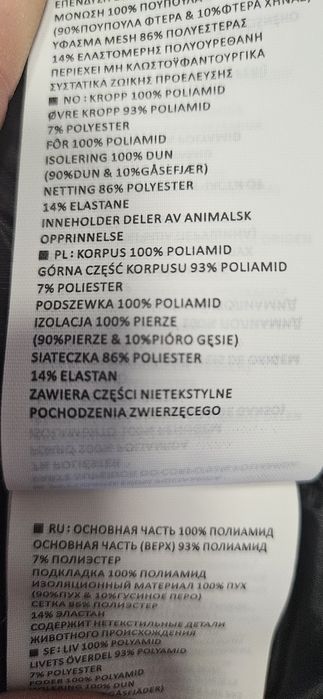 ΜΟΝΩΣΗ 100% ΠΟΥΠΟΥΛΑ
(90%ΠΟΥΠΟΥΛΑ ΦΤΕΡΑ & 10%ΦΤΕΡΑ ΧΗΝΑΣ)
ΥΦΑΣΜΑ MESH 86% ΠΟΛΥΕΣΤΕΡΑΣ
14% ΕΛΑΣΤΟΜΕΡΗΣ ΠΟΛΥΟΥΡΕΘΑΝΗ
ΠΕΡΙΕΧΕΙ ΜΗ ΚΛΩΣΤΟΫΦΑΝΤΟΥΡΓΙΚΑ
ΣΥΣΤΑΤΙΚΑ ΖΩΙΚΗΣ ΠΡΟΕΛΕΥΣΗΣ
■ NO : KROPP 100% POLIAMID
ØVRE KROPP 93% POLIAMID
7% POLYESTER
FÔR 100% POLIAMID
ISOLERING 100% DUN
(90%DUN & 10%GÅSEFJÆR)
NETTING 86% POLYESTER
14% ELASTANE
INNEHOLDER DELER AV ANIMALSK
OPPRINNELSE
■ PL : KORPUS 100% POLIAMID
GÓRNA CZĘŚĆ KORPUSU 93% POLIAMID
7% POLIESTER
PODSZEWKA 100% POLIAMID
IZOLACJA 100% PIERZE
(90%PIERZE & 10%PIÓRO GĘSIE)
SIATECZKA 86% POLIESTER
14% ELASTAN
ZAWIERA CZĘŚCI NIETEKSTYLNE
POCHODZENIA ZWIERZĘCEGO
■ RU : ОСНОВНАЯ ЧАСТЬ 100% ПОЛИАМИД
ОСНОВНАЯ ЧАСТЬ (ВЕРХ) 93% ПОЛИАМИД
7% ПОЛИЭСТЕР
ПОДКЛАДКА 100% ПОЛИАМИД
ИЗОЛЯЦИОННЫЙ МАТЕРИАЛ 100% ПУХ
(90%ПУХ & 10%ГУСИНОЕ ПЕРО)
СЕТКА 86% ПОЛИЭСТЕР
14% ЭЛАСТАН
СОДЕРЖИТ НЕТЕКСТИЛЬНЫЕ ДЕТАЛИ
ЖИВОТНОГО ПРОИСХОЖДЕНИЯ
■ SE : LIV 100% POLYAMID
LIVETS ÖVERDEL 93% POLYAMID
7% POLYESTER
FODER 100% POLYAMID
ISOLERING 100% DUN